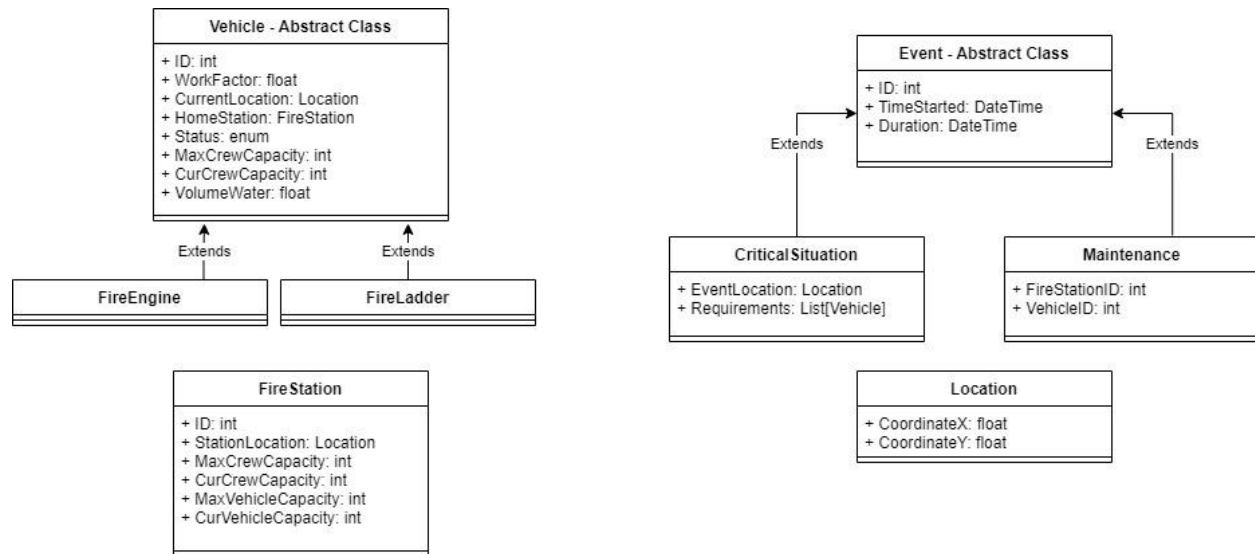 Vehicle - Abstract Class
+ ID: int
+ WorkFactor: float
+ CurrentLocation: Location
+ HomeStation: FireStation
+ Status: enum
+ MaxCrewCapacity: int
+ CurCrewCapacity: int
+ VolumeWater: float
Extends
Extends
FireEngine
FireLadder
FireStation
+ ID: int
+ StationLocation: Location
+ MaxCrewCapacity: int
+ CurCrewCapacity: int
+ MaxVehicleCapacity: int
+ CurVehicleCapacity: int
Event - Abstract Class
+ ID: int
+ TimeStarted: DateTime
+ Duration: DateTime
Extends
Extends
CriticalSituation
+ EventLocation: Location
+ Requirements: List[Vehicle]
Maintenance
+ FireStationID: int
+ VehicleID: int
Location
+ CoordinateX: float
+ CoordinateY: float